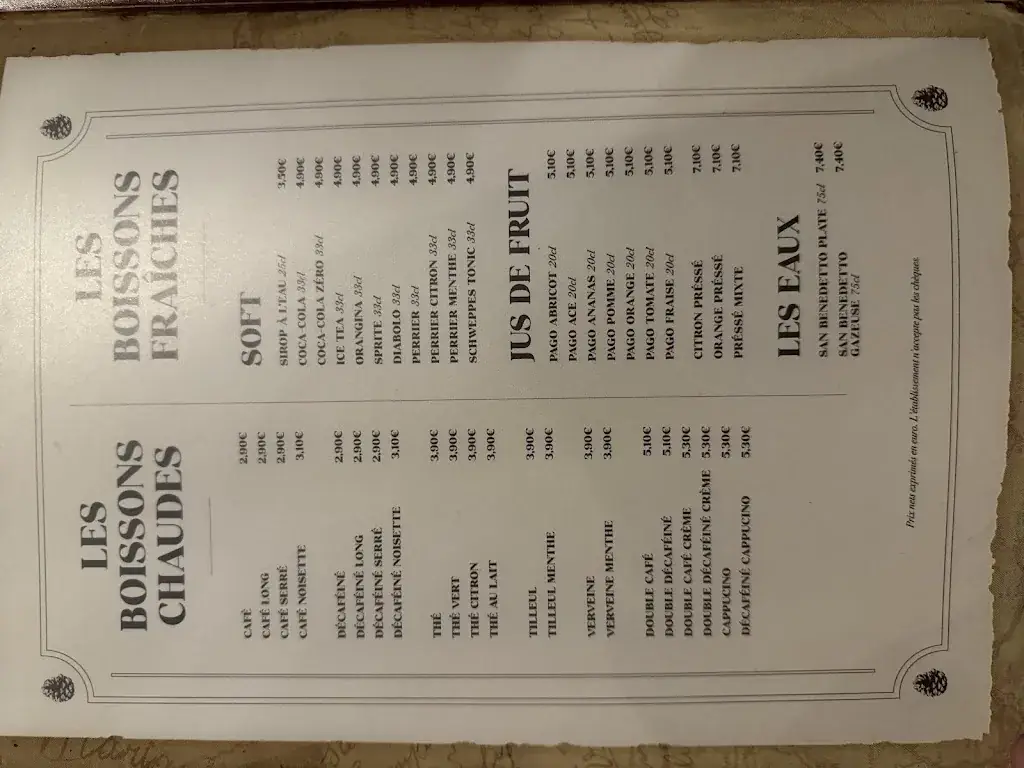 LES
BOISSONS
CHAUDES
CAFÉ 2,90€
CAFÉ LONG 2,90€
CAFÉ SERRÉ 2,90€
CAFÉ NOISETTE 3,10€
DÉCAFÉINÉ 2,90€
DÉCAFÉINÉ LONG 2,90€
DÉCAFÉINÉ SERRÉ 2,90€
DÉCAFÉINÉ NOISETTE 3,10€
THÉ 3,90€
THÉ VERT 3,90€
THÉ CITRON 3,90€
THÉ AU LAIT 3,90€
TILLEUL 3,90€
TILLEUL MENTHE 3,90€
VERVEINE 3,90€
VERVEINE MENTHE 3,90€
DOUBLE CAFÉ 5,10€
DOUBLE DÉCAFÉINÉ 5,10€
DOUBLE CAFÉ CRÈME 5,30€
DOUBLE DÉCAFÉINÉ CRÈME 5,30€
CAPPUCINO 5,30€
DÉCAFÉINÉ CAPPUCINO 5,30€
LES
BOISSONS
FRAÎCHES
SOFT
SIROP À L'EAU 25cl 3,50€
COCA-COLA 33cl 4,90€
COCA-COLA ZÉRO 33cl 4,90€
ICE TEA 33cl 4,90€
ORANGINA 33cl 4,90€
SPRITE 33cl 4,90€
DIABOLO 33cl 4,90€
PERRIER 33cl 4,90€
PERRIER CITRON 33cl 4,90€
PERRIER MENTHE 33cl 4,90€
SCHWEPPES TONIC 33cl 4,90€
JUS DE FRUIT
PAGO ABRICOT 20cl 5,10€
PAGO ACE 20cl 5,10€
PAGO ANANAS 20cl 5,10€
PAGO POMME 20cl 5,10€
PAGO ORANGE 20cl 5,10€
PAGO TOMATE 20cl 5,10€
PAGO FRAISE 20cl 5,10€
CITRON PRÉSSÉ 7,10€
ORANGE PRÉSSÉ 7,10€
PRÉSSÉ MIXTE 7,10€
LES EAUX
SAN BENEDETTO PLATE 75cl 7,40€
SAN BENEDETTO 7,40€
GAZEUSE 75cl
Prix nets exprimés en euro. L'établissement n'accepte pas les chèques.